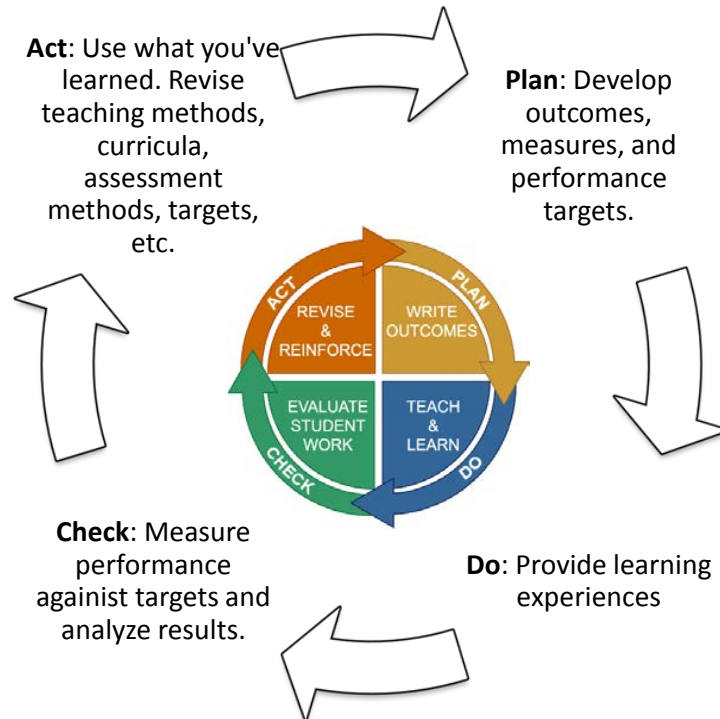 Act: Use what you've
learned. Revise
teaching methods,
curricula,
assessment
methods, targets,
etc.
Plan: Develop
outcomes,
measures, and
performance
targets.
ACT
REVISE
&
REINFORCE
PLAN
WRITE
OUTCOMES
EVALUATE
STUDENT
WORK
CHECK
TEACH
&
LEARN
DO
Check: Measure
performance
againist targets and
analyze results.
Do: Provide learning
experiences